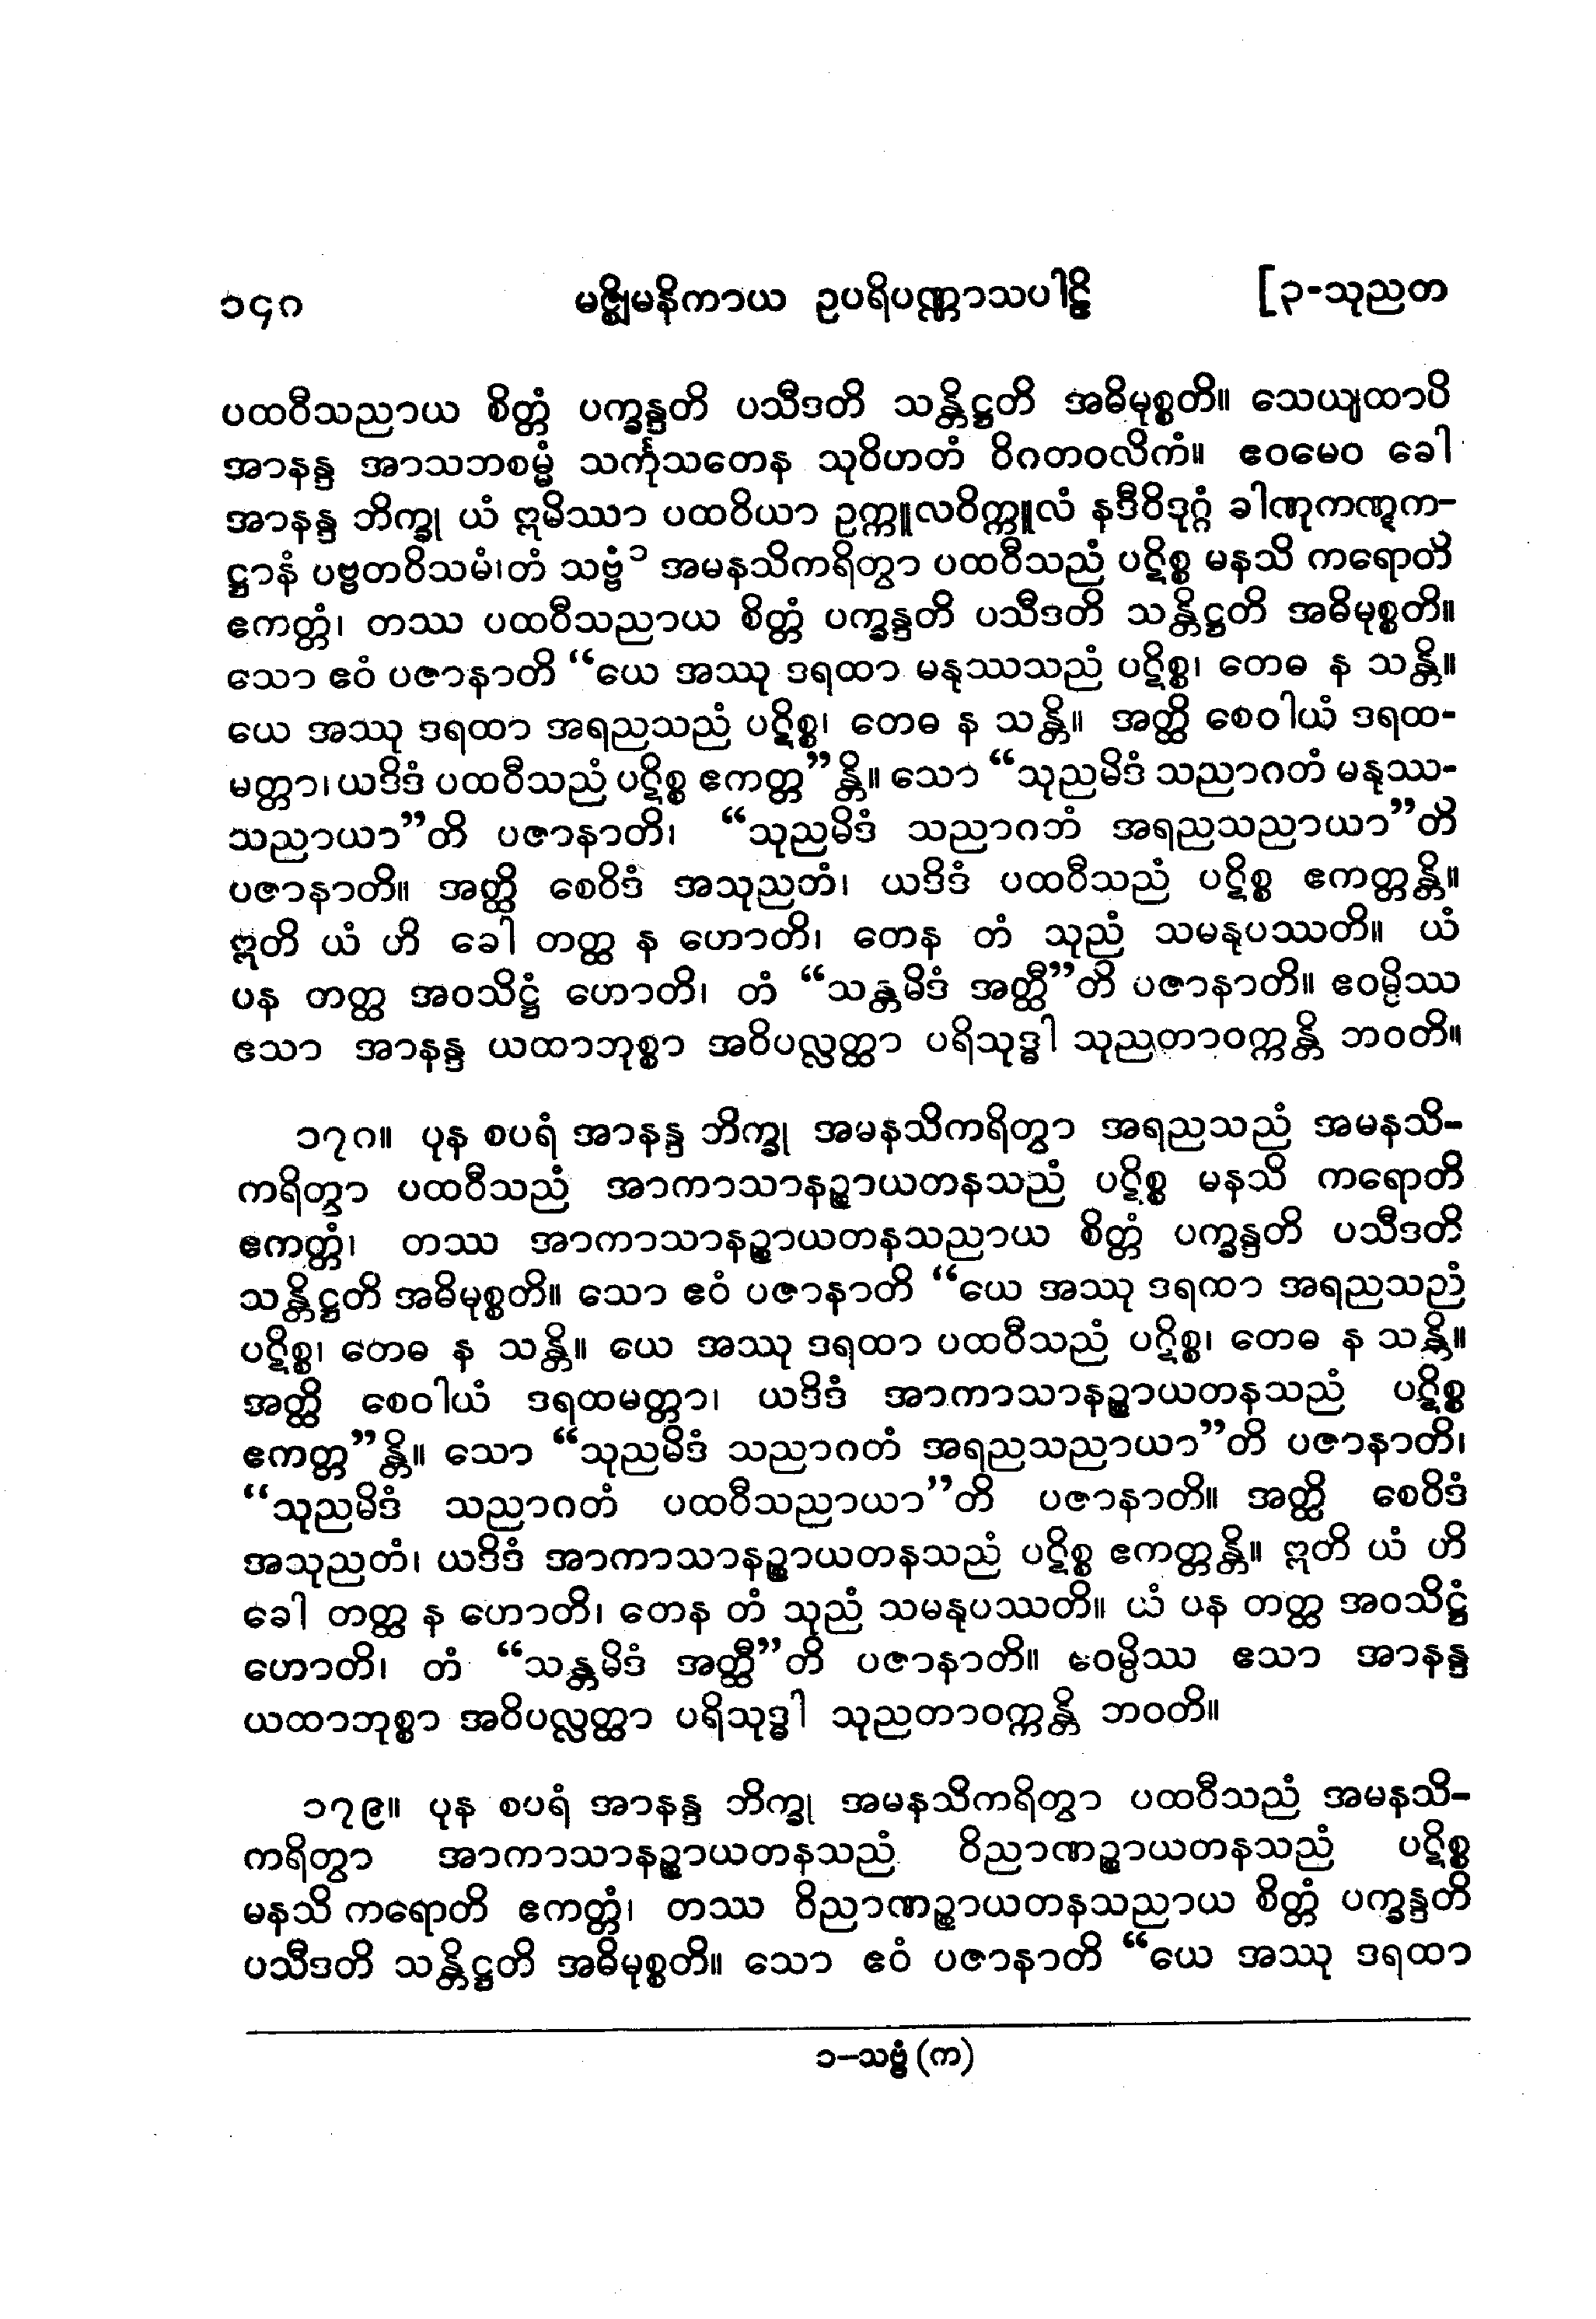 ၁၄၈ မဇ္ဈိမနိကာယ ဥပရိပဏ္ဏာသပါဠိ [၃-သုညတ
ပထဝီသညာယ စိတ္တံ ပက္ခန္ဒတိ ပသီဒတိ သန္တိဋ္ဌတိ အဓိမုစ္စတိ။ သေယျထာပိ
အာနန္ဒ အာသဘစမ္မံ သင်္ကုသတေန သုဝိဟတံ ဝိဂတဝလိကံ။ ဧဝမေဝ ခေါ
အာနန္ဒ ဘိက္ခု ယံ ဣမိဿာ ပထဝိယာ ဥက္ကူလဝိက္ကူလံ နဒီဝိဒုဂ္ဂံ ခါဏုကဏ္ဋက-
ဋ္ဌာနံ ပဗ္ဗတဝိသမံ၊တံ သဗ္ဗံ ၁ အမနသိကရိတွာ ပထဝီသညံ ပဋိစ္စ မနသိ ကရောတိ
ဧကတ္တံ၊ တဿ ပထဝီသညာယ စိတ္တံ ပက္ခန္ဒတိ ပသီဒတိ သန္တိဋ္ဌတိ အဓိမုစ္စတိ။
သော ဧဝံ ပဇာနာတိ “ယေ အဿု ဒရထာ မနုဿသညံ ပဋိစ္စ၊ တေဓ န သန္တိ။
ယေ အဿု ဒရထာ အရညသညံ ပဋိစ္စ၊ တေဓ န သန္တိ။ အတ္ထိ စေဝါယံ ဒရထ-
မတ္တာ၊ယဒိဒံ ပထဝီသညံ ပဋိစ္စ ဧကတ္တ”န္တိ။ သော “သုညမိဒံ သညာဂတံ မနုဿ-
သညာယာ”တိ ပဇာနာတိ၊ “သုညမိဒံ သညာဂတံ အရညသညာယာ”တိ
ပဇာနာတိ။ အတ္ထိ စေဝိဒံ အသုညတံ၊ ယဒိဒံ ပထဝီသညံ ပဋိစ္စ ဧကတ္တန္တိ။
ဣတိ ယံ ဟိ ခေါ တတ္ထ န ဟောတိ၊ တေန တံ သုညံ သမနုပဿတိ။ ယံ
ပန တတ္ထ အဝသိဋ္ဌံ ဟောတိ၊ တံ “သန္တမိဒံ အတ္ထီ”တိ ပဇာနာတိ။ ဧဝမ္ပိဿ
ဧသာ အာနန္ဒ ယထာဘုစ္စာ အဝိပလ္လတ္ထာ ပရိသုဒ္ဓါ သုညတာဝက္ကန္တိ ဘဝတိ။
၁၇၈။ ပုန စပရံ အာနန္ဒ ဘိက္ခု အမနသိကရိတွာ အရညသညံ အမနသိ-
ကရိတွာ ပထဝီသညံ အာကာသာနဉ္စာယတနသညံ ပဋိစ္စ မနသိ ကရောတိ
ဧကတ္တံ၊ တဿ အာကာသာနဉ္စာယတနသညာယ စိတ္တံ ပက္ခန္ဒတိ ပသီဒတိ
သန္တိဋ္ဌတိ အဓိမုစ္စတိ။ သော ဧဝံ ပဇာနာတိ “ယေ အဿု ဒရထာ အရညသညံ
ပဋိစ္စ၊ တေဓ န သန္တိ။ ယေ အဿု ဒရထာ ပထဝီသညံ ပဋိစ္စ၊ တေဓ န သန္တိ။
အတ္ထိ စေဝါယံ ဒရထမတ္တာ၊ ယဒိဒံ အာကာသာနဉ္စာယတနသညံ ပဋိစ္စ
ဧကတ္တ”န္တိ။ သော “သုညမိဒံ သညာဂတံ အရညသညာယာ”တိ ပဇာနာတိ၊
“သုညမိဒံ သညာဂတံ ပထဝီသညာယာ”တိ ပဇာနာတိ။ အတ္ထိ စေဝိဒံ
အသုညတံ၊ ယဒိဒံ အာကာသာနဉ္စာယတနသညံ ပဋိစ္စ ဧကတ္တန္တိ။ ဣတိ ယံ ဟိ
ခေါ တတ္ထ န ဟောတိ၊ တေန တံ သုညံ သမနုပဿတိ။ ယံ ပန တတ္ထ အဝသိဋ္ဌံ
ဟောတိ၊ တံ “သန္တမိဒံ အတ္ထီ”တိ ပဇာနာတိ။ ဧဝမ္ပိဿ ဧသာ အာနန္ဒ
ယထာဘုစ္စာ အဝိပလ္လတ္ထာ ပရိသုဒ္ဓါ သုညတာဝက္ကန္တိ ဘဝတိ။
၁၇၉။ ပုန စပရံ အာနန္ဒ ဘိက္ခု အမနသိကရိတွာ ပထဝီသညံ အမနသိ-
ကရိတွာ အာကာသာနဉ္စာယတနသညံ ဝိညာဏဉ္စာယတနသညံ ပဋိစ္စ
မနသိ ကရောတိ ဧကတ္တံ၊ တဿ ဝိညာဏဉ္စာယတနသညာယ စိတ္တံ ပက္ခန္ဒတိ
ပသီဒတိ သန္တိဋ္ဌတိ အဓိမုစ္စတိ။ သော ဧဝံ ပဇာနာတိ “ယေ အဿု ဒရထာ
၁-သဗ္ဗံ (က)